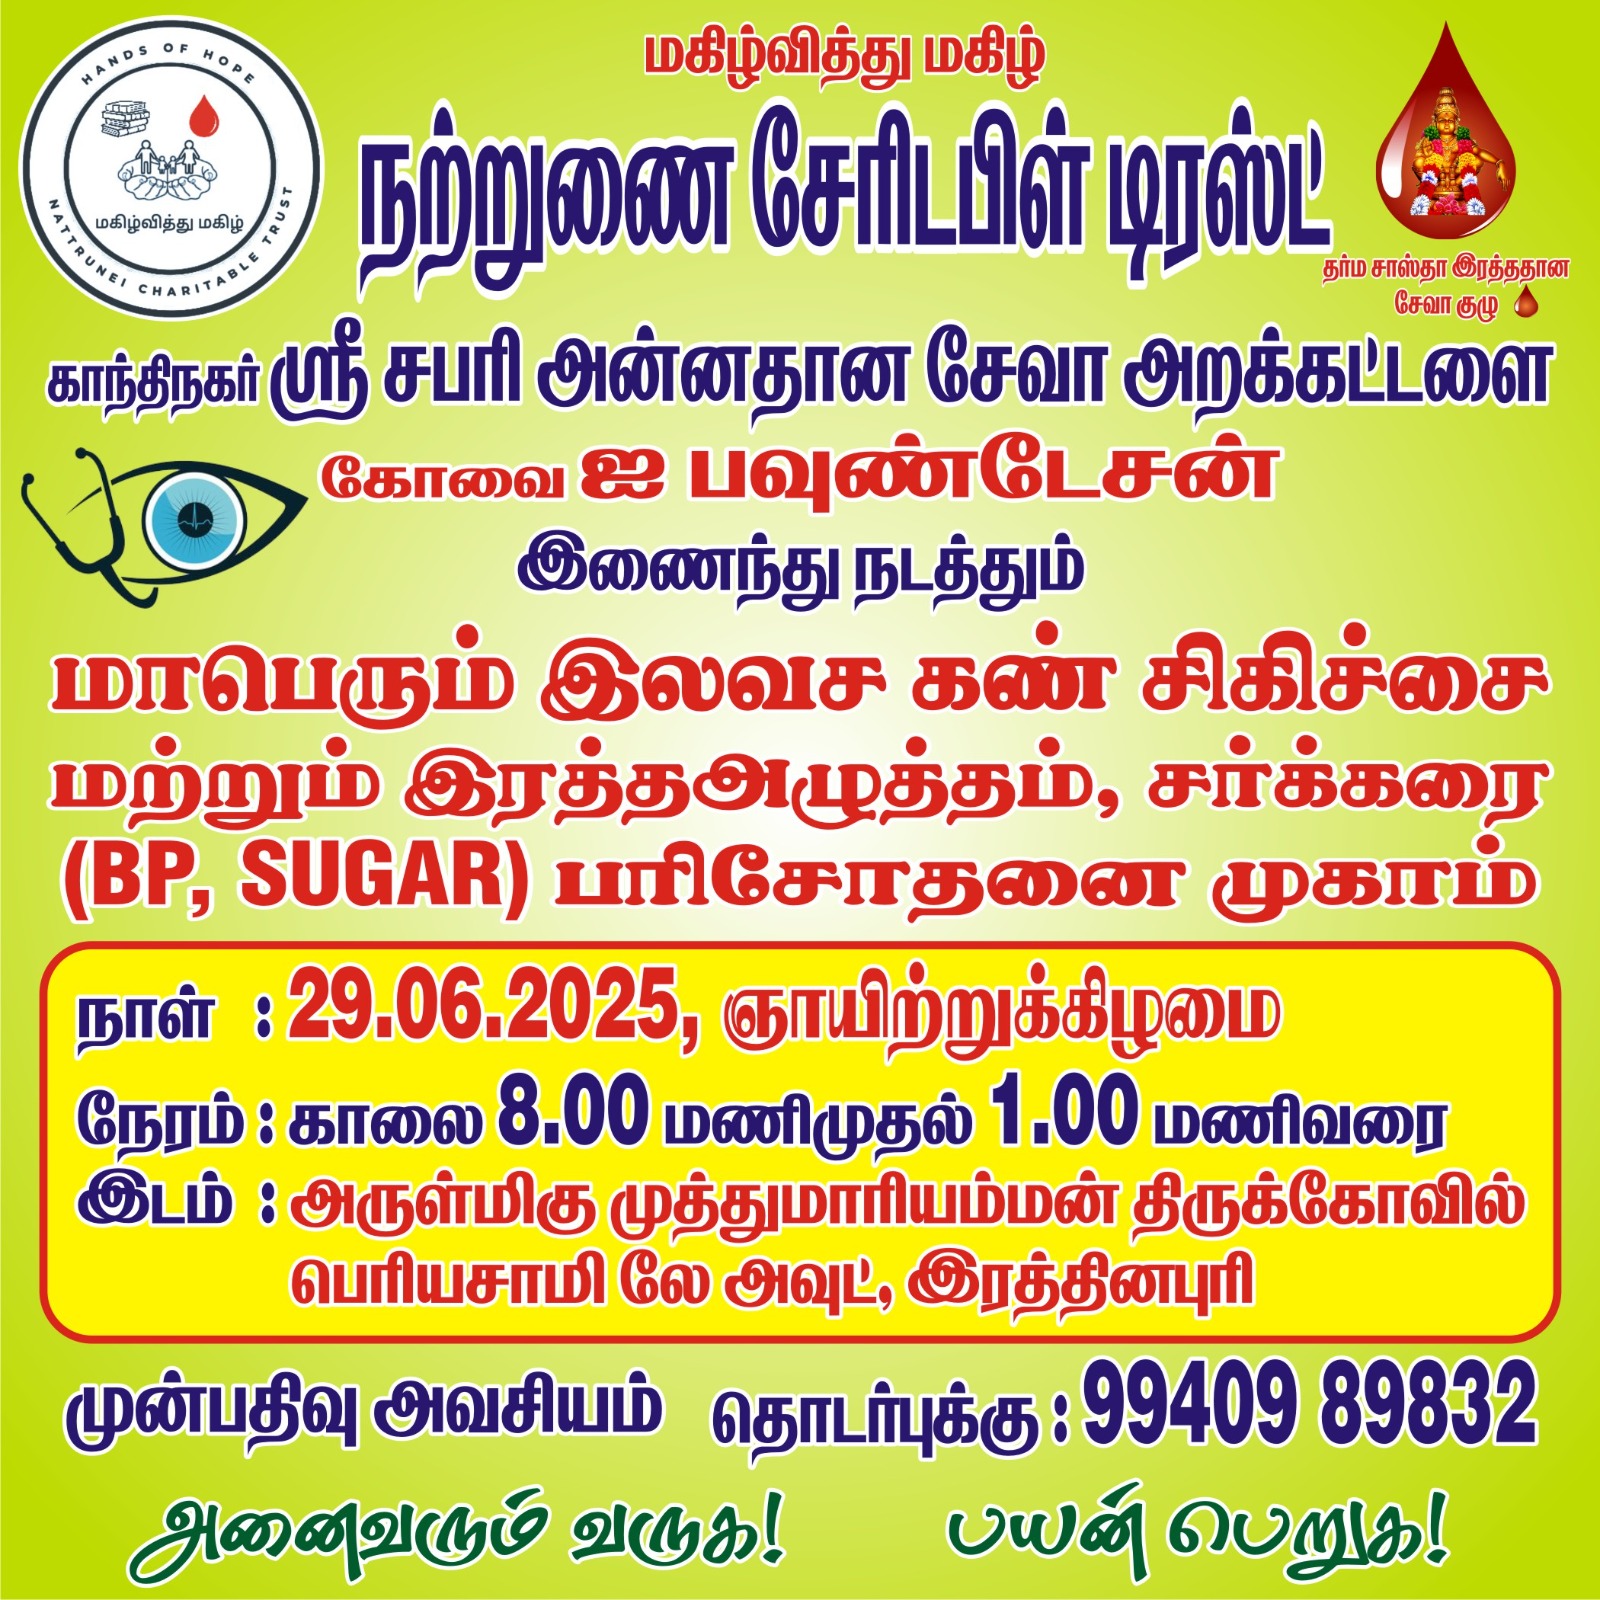 HANDS OF HOPE
மகிழ்வித்து மகிழ்
NATTRUNEI CHARITABLE TRUST
மகிழ்வித்து மகிழ்
நற்றுணை சேரிடபிள் டிரஸ்ட்
தர்ம சாஸ்தா இரத்ததான
சேவா குழு
காந்திநகர் ஸ்ரீ சபரி அன்னதான சேவா அறக்கட்டளை
கோவை ஐ பவுண்டேசன்
இணைந்து நடத்தும்
மாபெரும் இலவச கண் சிகிச்சை
மற்றும் இரத்தஅழுத்தம், சர்க்கரை
(BP, SUGAR) பரிசோதனை முகாம்
நாள் : 29.06.2025, ஞாயிற்றுக்கிழமை
நேரம் : காலை 8.00 மணிமுதல் 1.00 மணிவரை
இடம் : அருள்மிகு முத்துமாரியம்மன் திருக்கோவில்
பெரியசாமி லே அவுட், இரத்தினபுரி
முன்பதிவு அவசியம் தொடர்புக்கு : 99409 89832
அனைவரும் வருக! பயன் பெறுக!